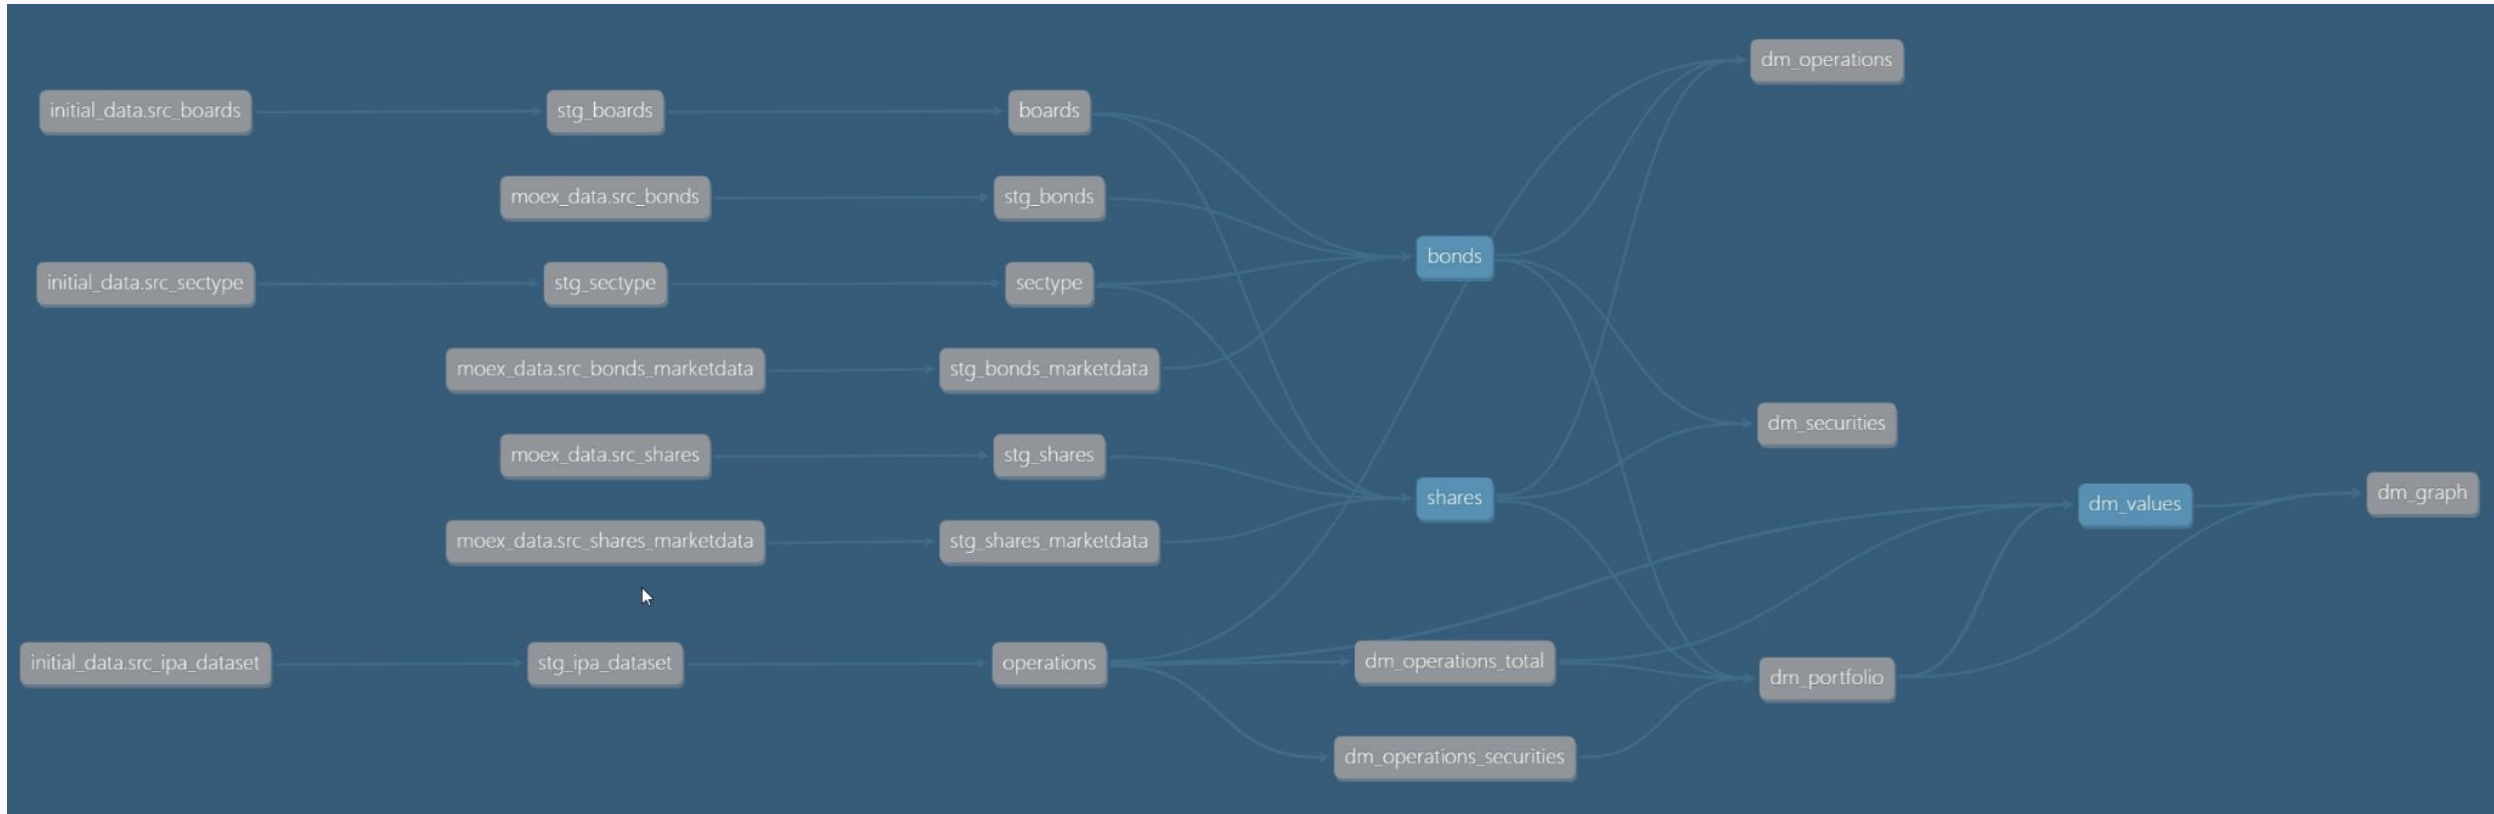 dm_operations
initial_data.src_boards
stg_boards
boards
moex_data.src_bonds
stg_bonds
bonds
initial_data.src_sectype
stg_sectype
sectype
moex_data.src_bonds_marketdata
stg_bonds_marketdata
dm_securities
moex_data.src_shares
stg_shares
shares
dm_values
dm_graph
moex_data.src_shares_marketdata
stg_shares_marketdata
initial_data.src_ipa_dataset
stg_ipa_dataset
operations
dm_operations_total
dm_portfolio
dm_operations_securities